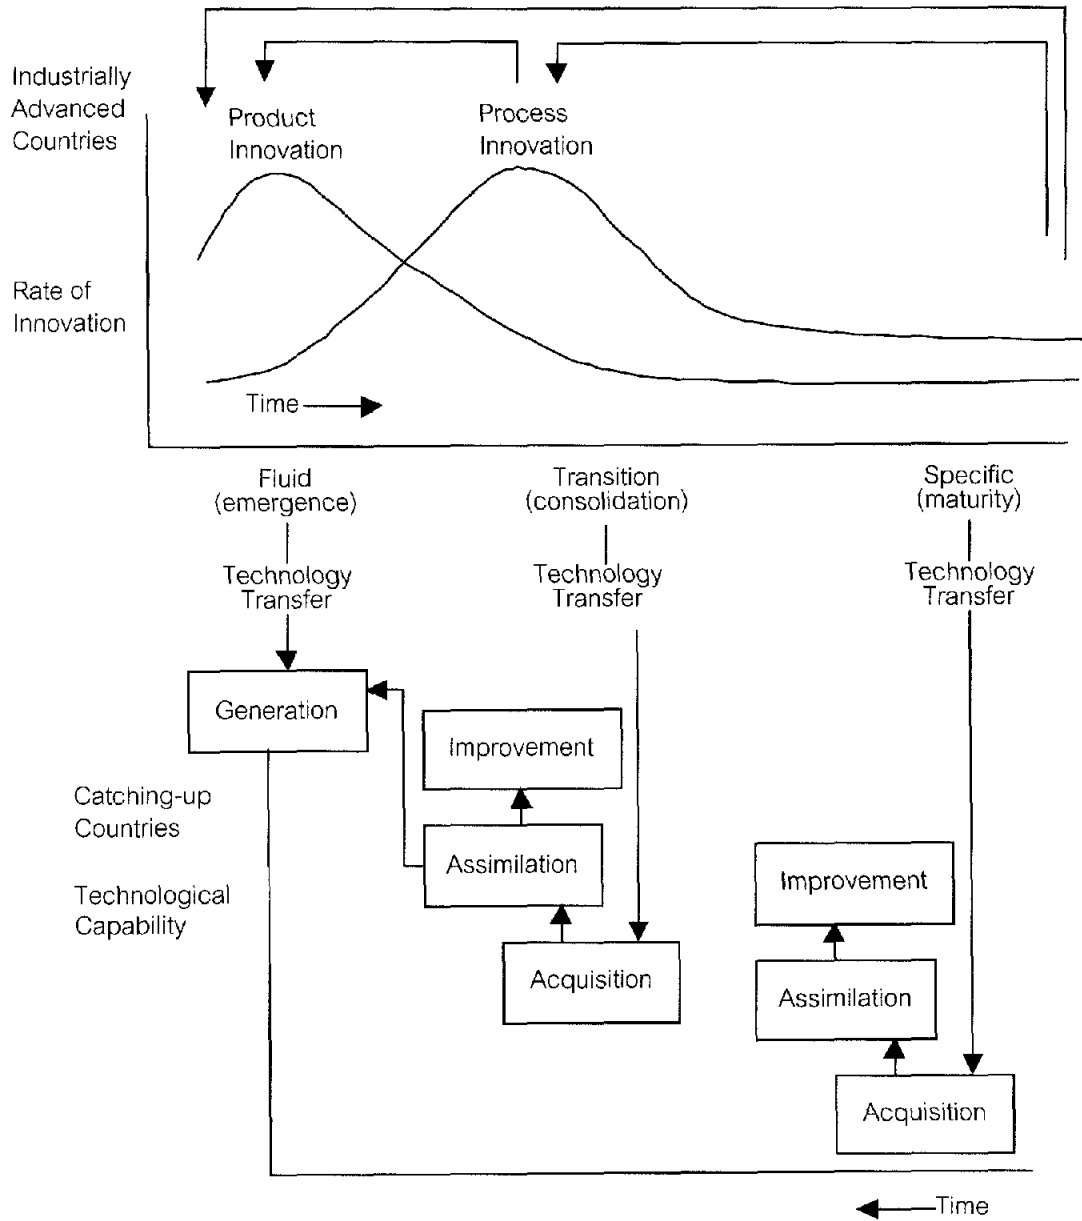 Industrially
Advanced
Countries
Product
Innovation
Process
Innovation
Rate of
Innovation
Time
Fluid
(emergence)
Transition
(consolidation)
Specific
(maturity)
Technology
Transfer
Technology
Transfer
Technology
Transfer
Generation
Improvement
Catching-up
Countries
Assimilation
Improvement
Technological
Capability
Acquisition
Assimilation
Acquisition
Time